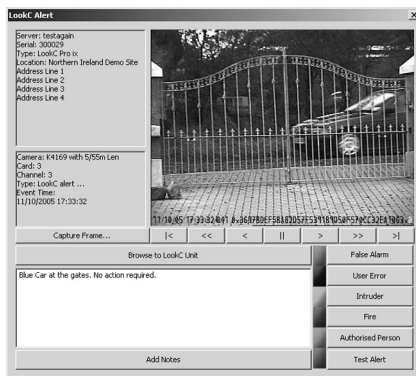 LookC Alert
Server: testagain
Serial: 300029
Type: LookC Pro ix
Location: Northern Ireland Demo Site
Address Line 1
Address Line 2
Address Line 3
Address Line 4
Camera: K4169 with 5/55m Len
Card: 3
Channel: 3
Type: LookC alert ...
Event Time:
11/10/2005 17:33:32
Capture Frame...
|<
<<
<
||
>
>>
>|
Browse to LookC Unit
Blue Car at the gates. No action required.
Add Notes
False Alarm
User Error
Intruder
Fire
Authorised Person
Test Alert